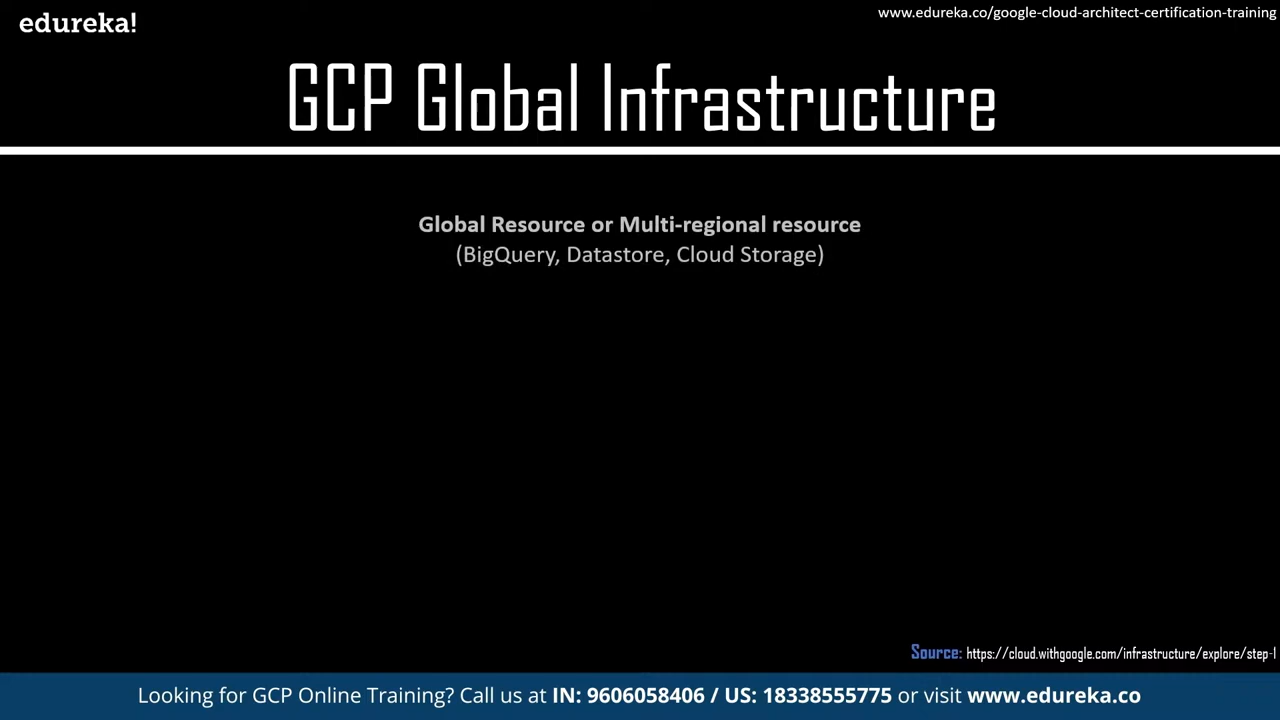 edureka!
www.edureka.co/google-cloud-architect-certification-training
GCP Global Infrastructure
Global Resource or Multi-regional resource
(BigQuery, Datastore, Cloud Storage)
Source: https://cloud.withgoogle.com/infrastructure/explore/step-1
Looking for GCP Online Training? Call us at IN: 9606058406 / US: 18338555775 or visit www.edureka.co